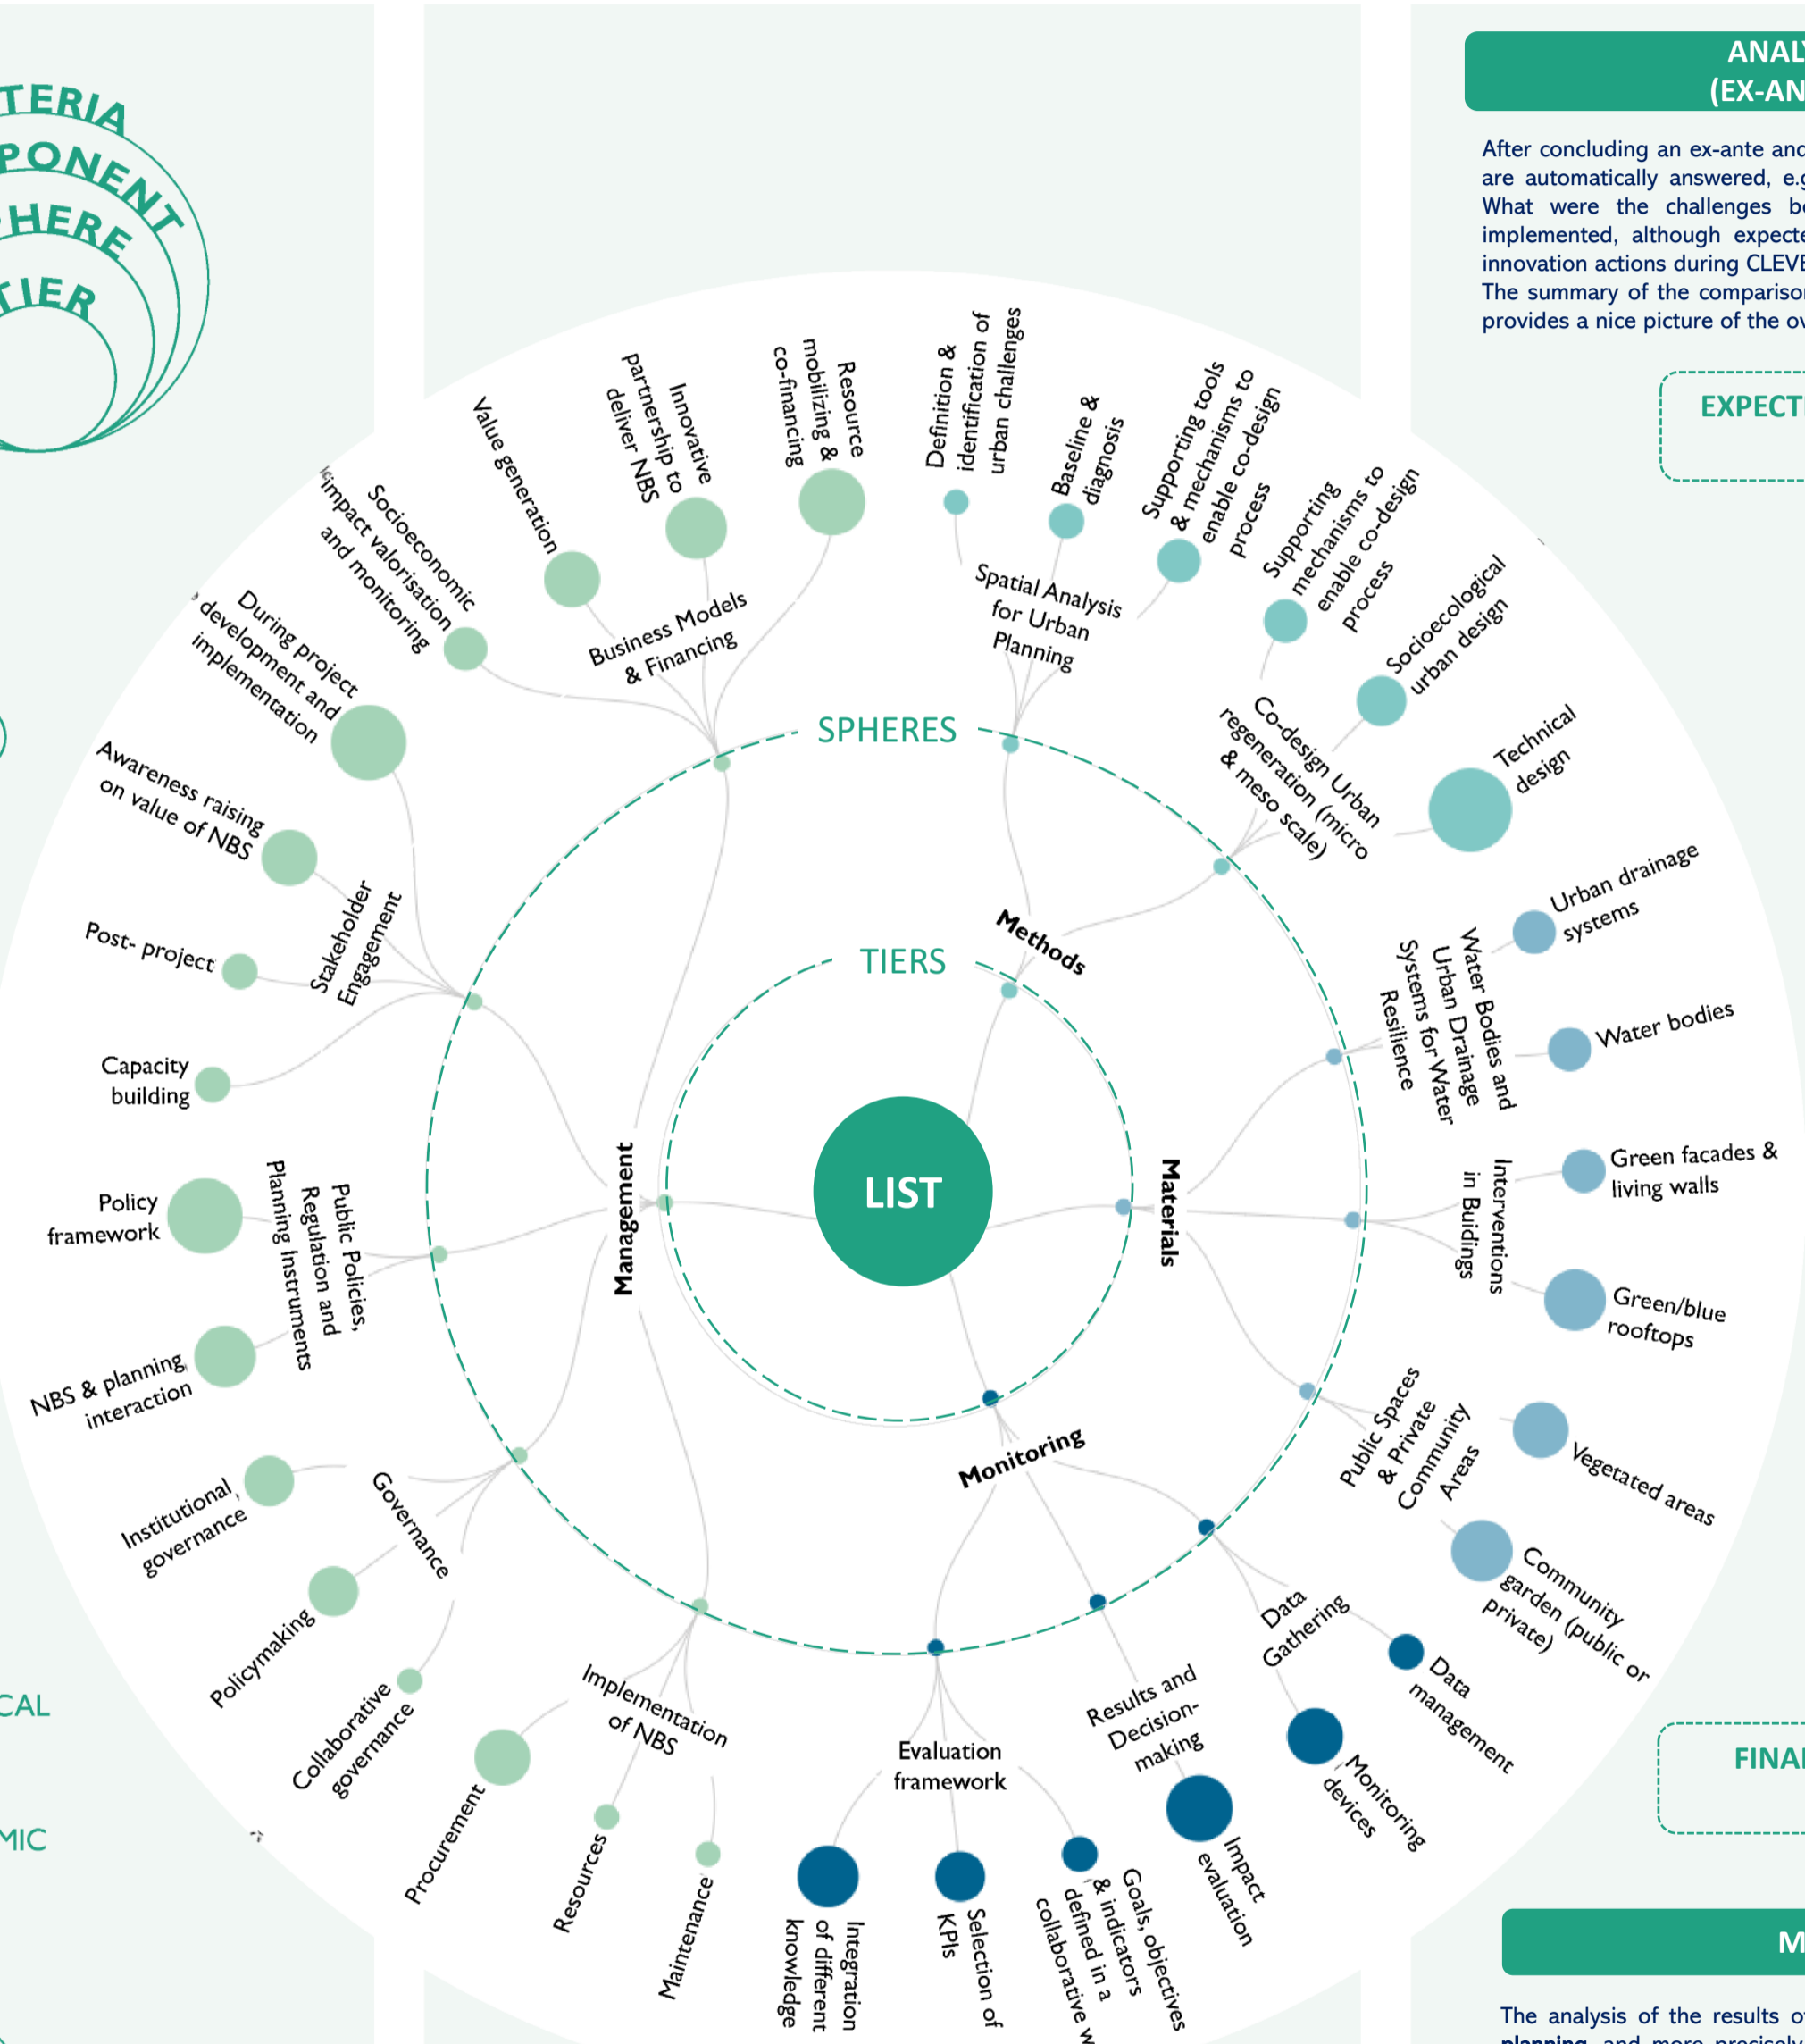 TERIA
PONENT
PHERE
TIER
CAL
MIC
ANALY
(EX-AN
After concluding an ex-ante and
are automatically answered, e.g
What were the challenges be
implemented, although expecte
innovation actions during CLEVE
The summary of the comparison
provides a nice picture of the ov
EXPECTE
FINAN
M
The analysis of the results of
planning, and more precisely
LIST
TIERS
SPHERES
Methods
Materials
Monitoring
Management
Spatial Analysis
for Urban
Planning
Definition &
identification of
urban challenges
Baseline &
diagnosis
Supporting tools
& mechanisms to
enable co-design
process
Co-design Urban
regeneration (micro
& meso scale)
Supporting
mechanisms to
enable co-design
process
Socioecological
urban design
Technical
design
Water Bodies and
Urban Drainage
Systems for Water
Resilience
Urban drainage
systems
Water bodies
Interventions
in Buidings
Green facades &
living walls
Green/blue
rooftops
Public Spaces
& Private
Community
Areas
Vegetated areas
Community
garden (public or
private)
Data
Gathering
Data
management
Monitoring
devices
Results and
Decision-
making
Impact
evaluation
Evaluation
framework
Goals, objectives
& indicators
defined in a
collaborative w
Selection of
KPIs
Integration
of different
knowledge
Implementation
of NBS
Maintenance
Resources
Procurement
Governance
Collaborative
governance
Policymaking
Institutional
governance
Public Policies,
Regulation and
Planning Instruments
NBS & planning
interaction
Policy
framework
Stakeholder
Engagement
Capacity
building
Post- project
Awareness raising
on value of NBS
During project
development and
implementation
Business Models
& Financing
Socioeconomic
impact valorisation
and monitoring
Value generation
Innovative
partnership to
deliver NBS
Resource
mobilizing &
co-financing